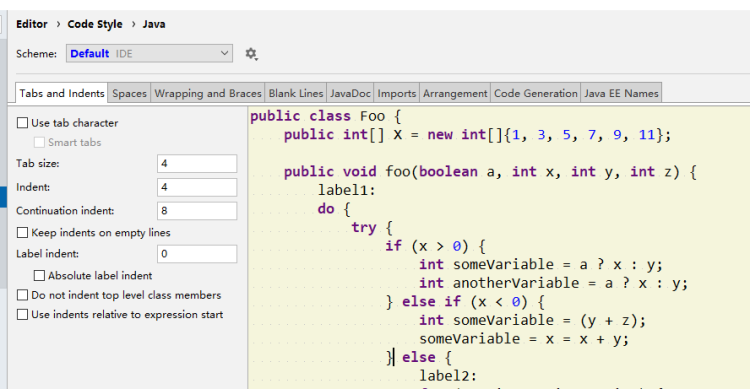 Editor › Code Style › Java
Scheme: Default IDE
Tabs and Indents Spaces Wrapping and Braces Blank Lines JavaDoc Imports Arrangement Code Generation Java EE Names
Use tab character
Smart tabs
Tab size: 4
Indent: 4
Continuation indent: 8
Keep indents on empty lines
Label indent: 0
Absolute label indent
Do not indent top level class members
Use indents relative to expression start
public class Foo {
    public int[] X = new int[]{1, 3, 5, 7, 9, 11};
    public void foo(boolean a, int x, int y, int z) {
        label1:
        do {
            try {
                if (x > 0) {
                    int someVariable = a ? x : y;
                    int anotherVariable = a ? x : y;
                } else if (x < 0) {
                    int someVariable = (y + z);
                    someVariable = x = x + y;
                } else {
                    label2: